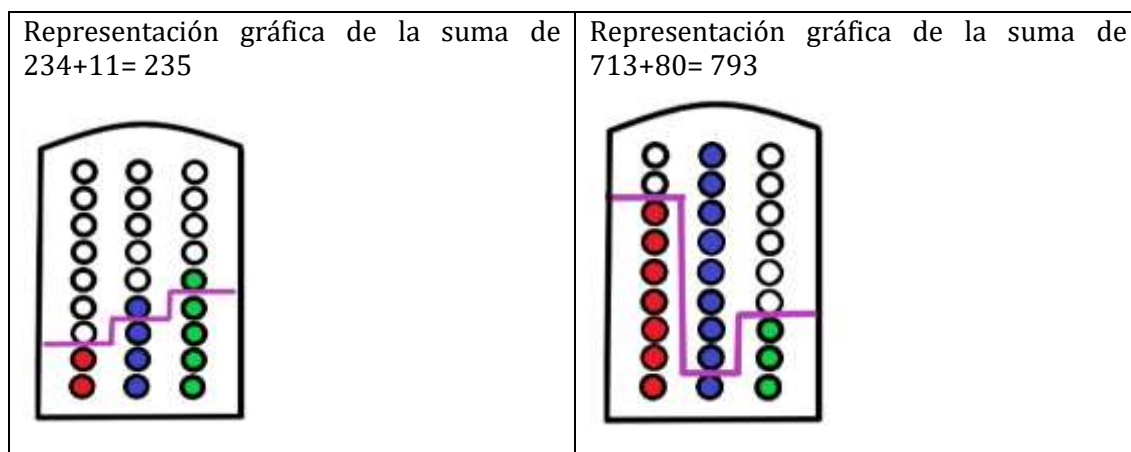 Representación gráfica de la suma de
234+11= 235
Representación gráfica de la suma de
713+80= 793